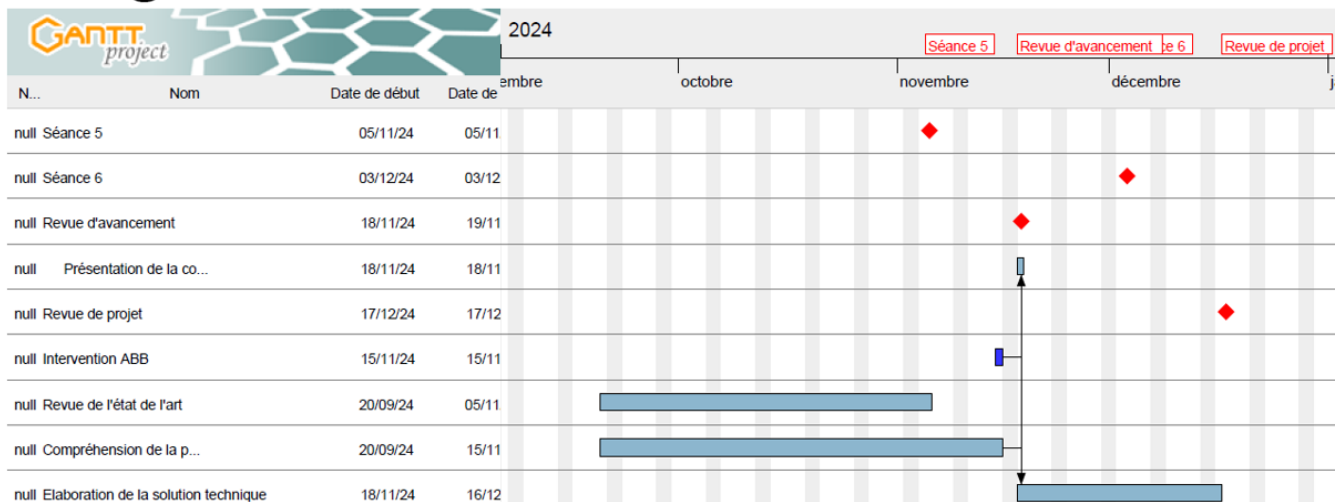 GANTT
project
2024
Séance 5 Revue d'avancement ce 6 Revue de projet
embre octobre novembre décembre j
N... Nom Date de début Date de
null Séance 5 05/11/24 05/11
null Séance 6 03/12/24 03/12
null Revue d'avancement 18/11/24 19/11
null Présentation de la co... 18/11/24 18/11
null Revue de projet 17/12/24 17/12
null Intervention ABB 15/11/24 15/11
null Revue de l'état de l'art 20/09/24 05/11
null Compréhension de la p... 20/09/24 15/11
null Elaboration de la solution technique 18/11/24 16/12